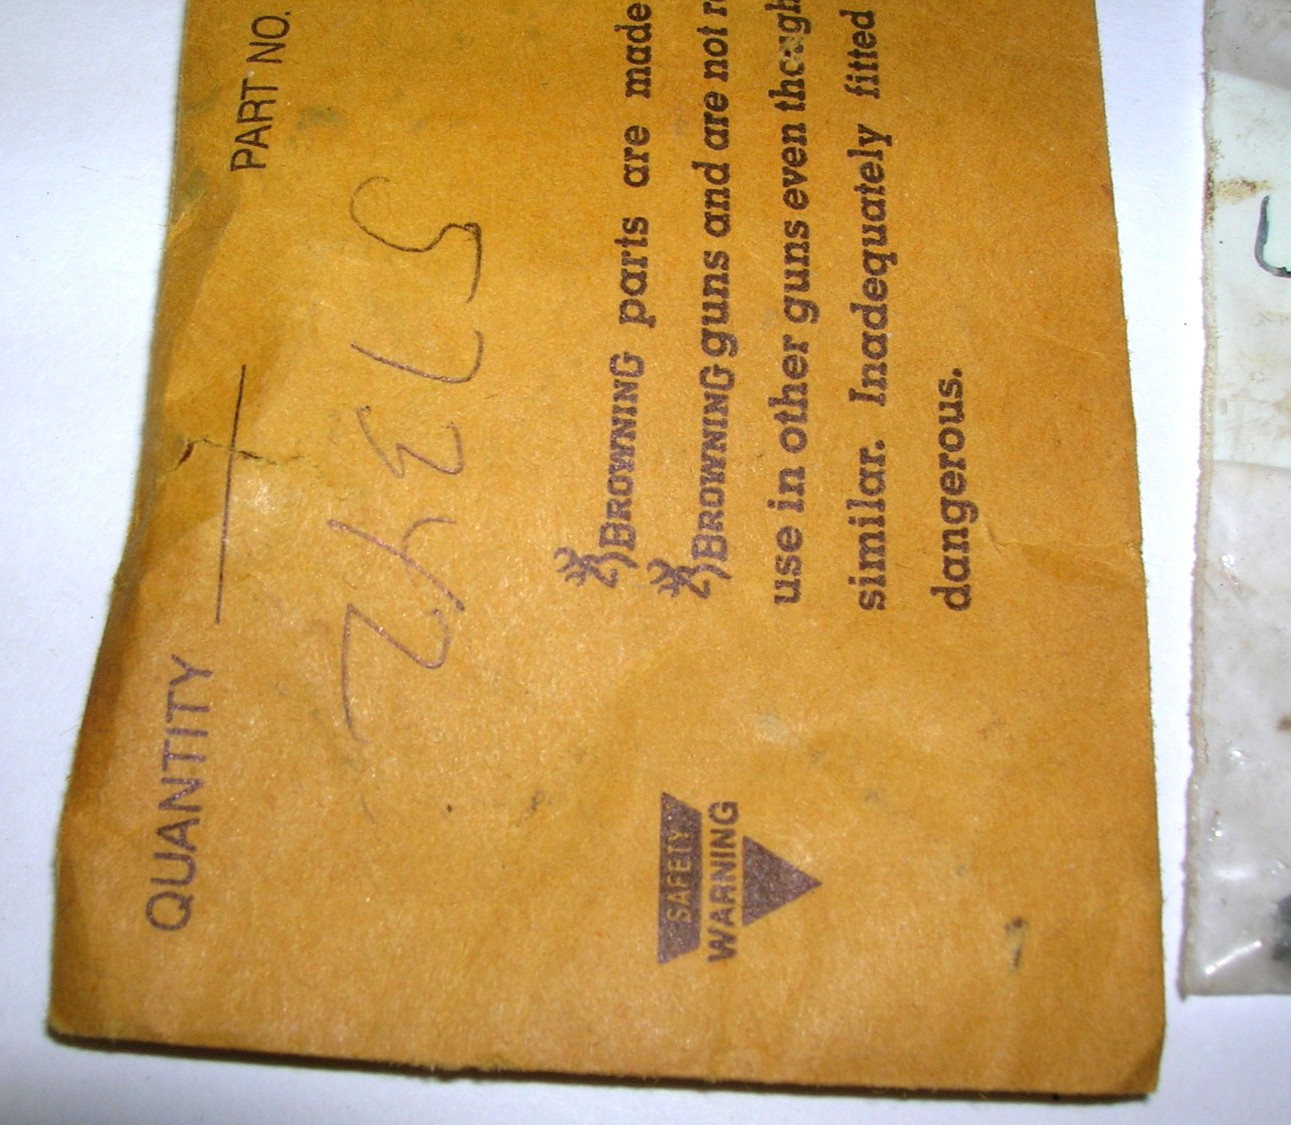 QUANTITY PART NO.
BROWNING parts are made
BROWNING guns and are not
use in other guns even though
similar. Inadequately fitted
dangerous.
SAFETY
WARNING